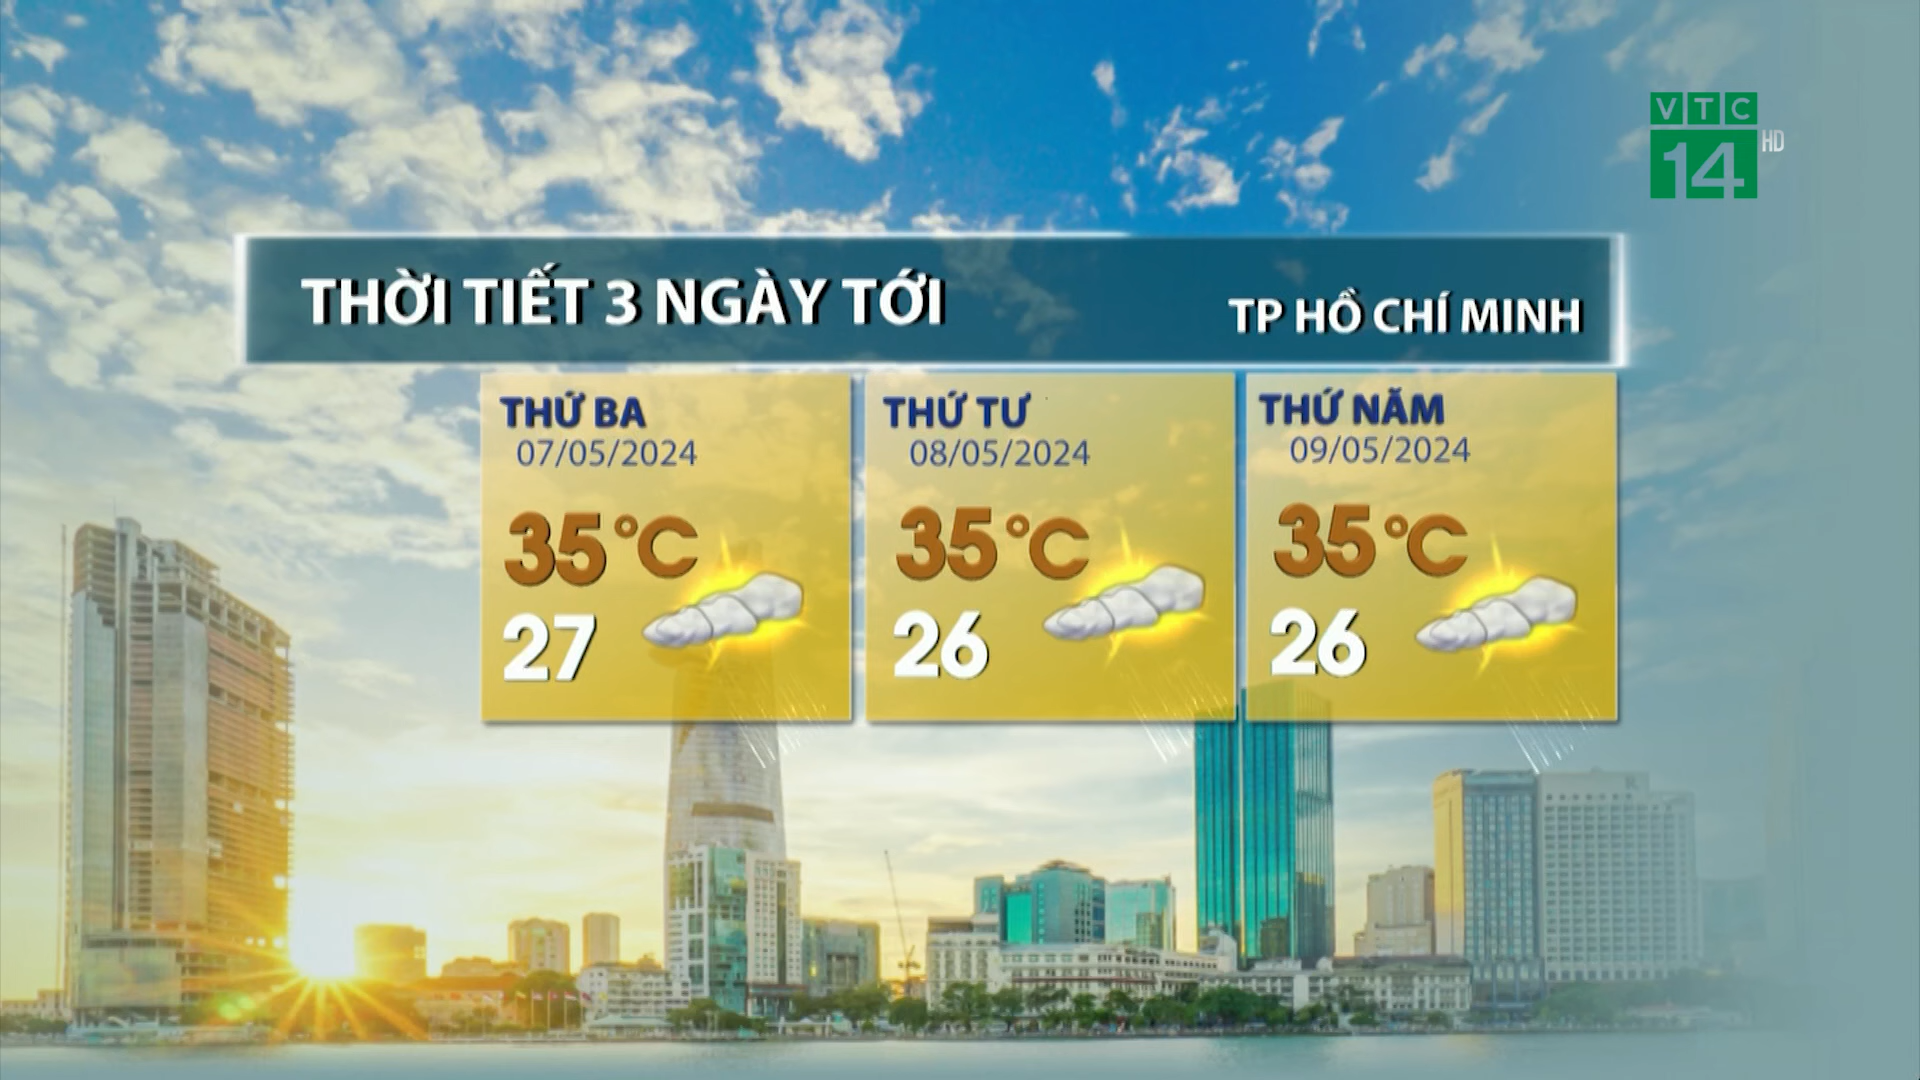 VTC
14 HD
THỜI TIẾT 3 NGÀY TỚI
TP HỒ CHÍ MINH
THỨ BA
07/05/2024
35°C
27
THỨ TƯ
08/05/2024
35°C
26
THỨ NĂM
09/05/2024
35°C
26